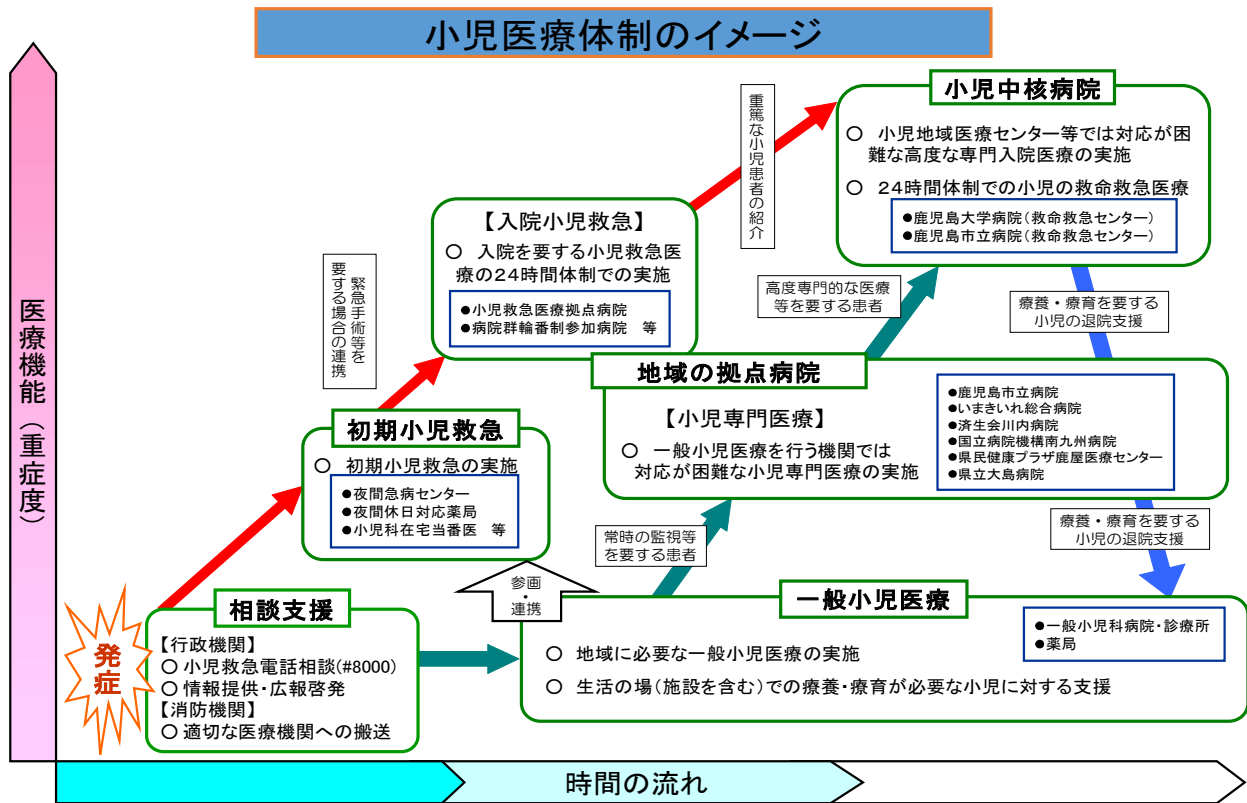 小児医療体制のイメージ
医療機能（重症度）
小児中核病院
○ 小児地域医療センター等では対応が困
難な高度な専門入院医療の実施
○ 24時間体制での小児の救命救急医療
●鹿児島大学病院（救命救急センター）
●鹿児島市立病院（救命救急センター）
重篤な小児患者の紹介
【入院小児救急】
○ 入院を要する小児救急医
療の24時間体制での実施
●小児救急医療拠点病院
●病院群輪番制参加病院 等
緊急手術等を
要する場合の連携
高度専門的な医療
等を要する患者
療養・療育を要する
小児の退院支援
地域の拠点病院
【小児専門医療】
○ 一般小児医療を行う機関では
対応が困難な小児専門医療の実施
●鹿児島市立病院
●いまきいれ総合病院
●済生会川内病院
●国立病院機構南九州病院
●県民健康プラザ鹿屋医療センター
●県立大島病院
初期小児救急
○ 初期小児救急の実施
●夜間急病センター
●夜間休日対応薬局
●小児科在宅当番医 等
常時の監視等
を要する患者
療養・療育を要する
小児の退院支援
参画
・
連携
発症
相談支援
【行政機関】
○ 小児救急電話相談(#8000)
○ 情報提供・広報啓発
【消防機関】
○ 適切な医療機関への搬送
一般小児医療
○ 地域に必要な一般小児医療の実施
○ 生活の場（施設を含む）での療養・療育が必要な小児に対する支援
●一般小児科病院・診療所
●薬局
時間の流れ